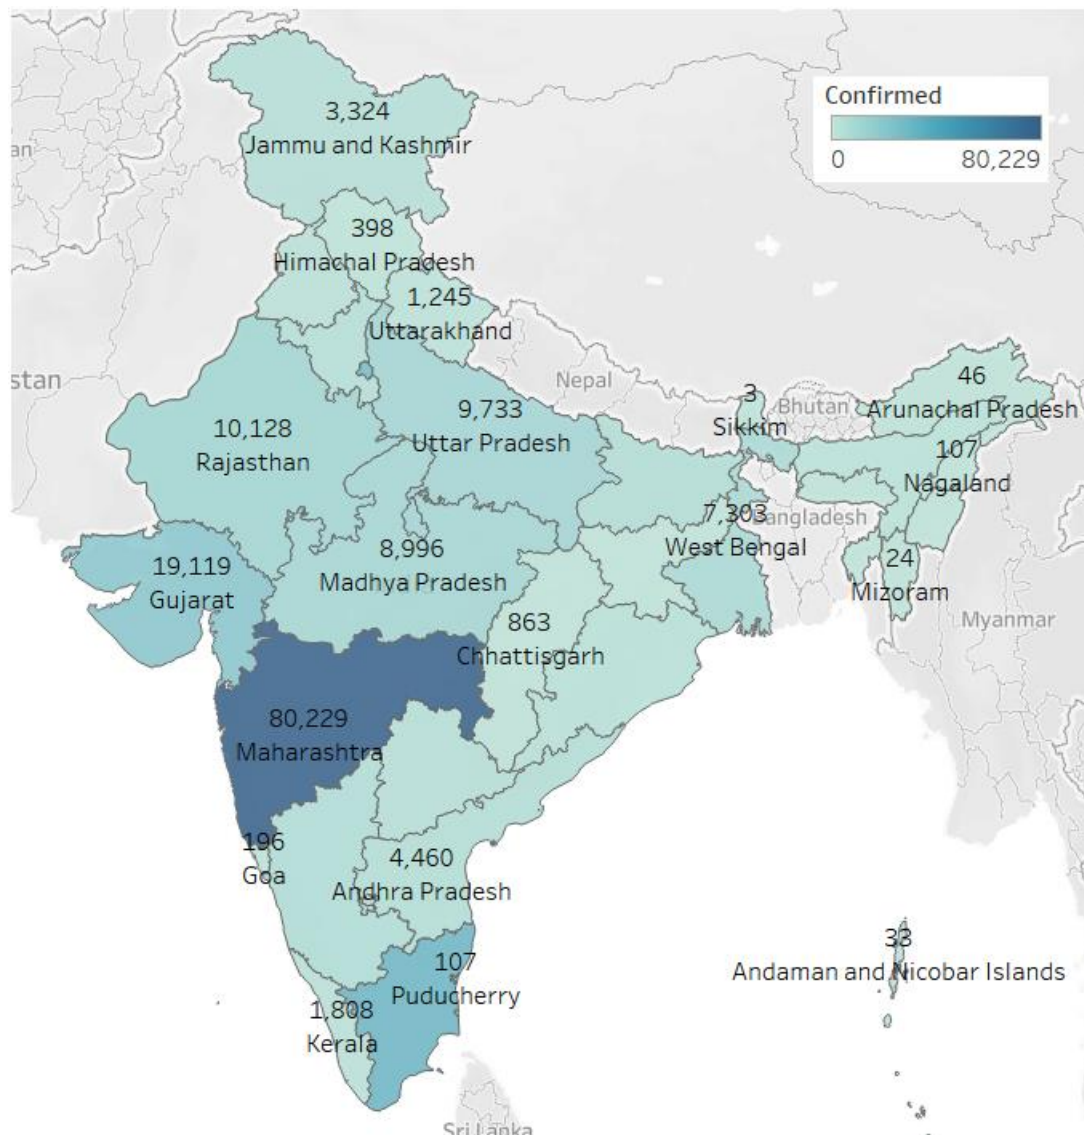 Confirmed
0 80,229
3,324
Jammu and Kashmir
398
Himachal Pradesh
1,245
Uttarakhand
Nepal
Bhutan
3
Sikkim
46
Arunachal Pradesh
10,128
Rajasthan
9,733
Uttar Pradesh
107
Nagaland
7,303
West Bengal
Bangladesh
24
Mizoram
Myanmar
19,119
Gujarat
8,996
Madhya Pradesh
863
Chhattisgarh
80,229
Maharashtra
196
Goa
4,460
Andhra Pradesh
33
Andaman and Nicobar Islands
107
Puducherry
1,808
Kerala
Sri Lanka
stan
an